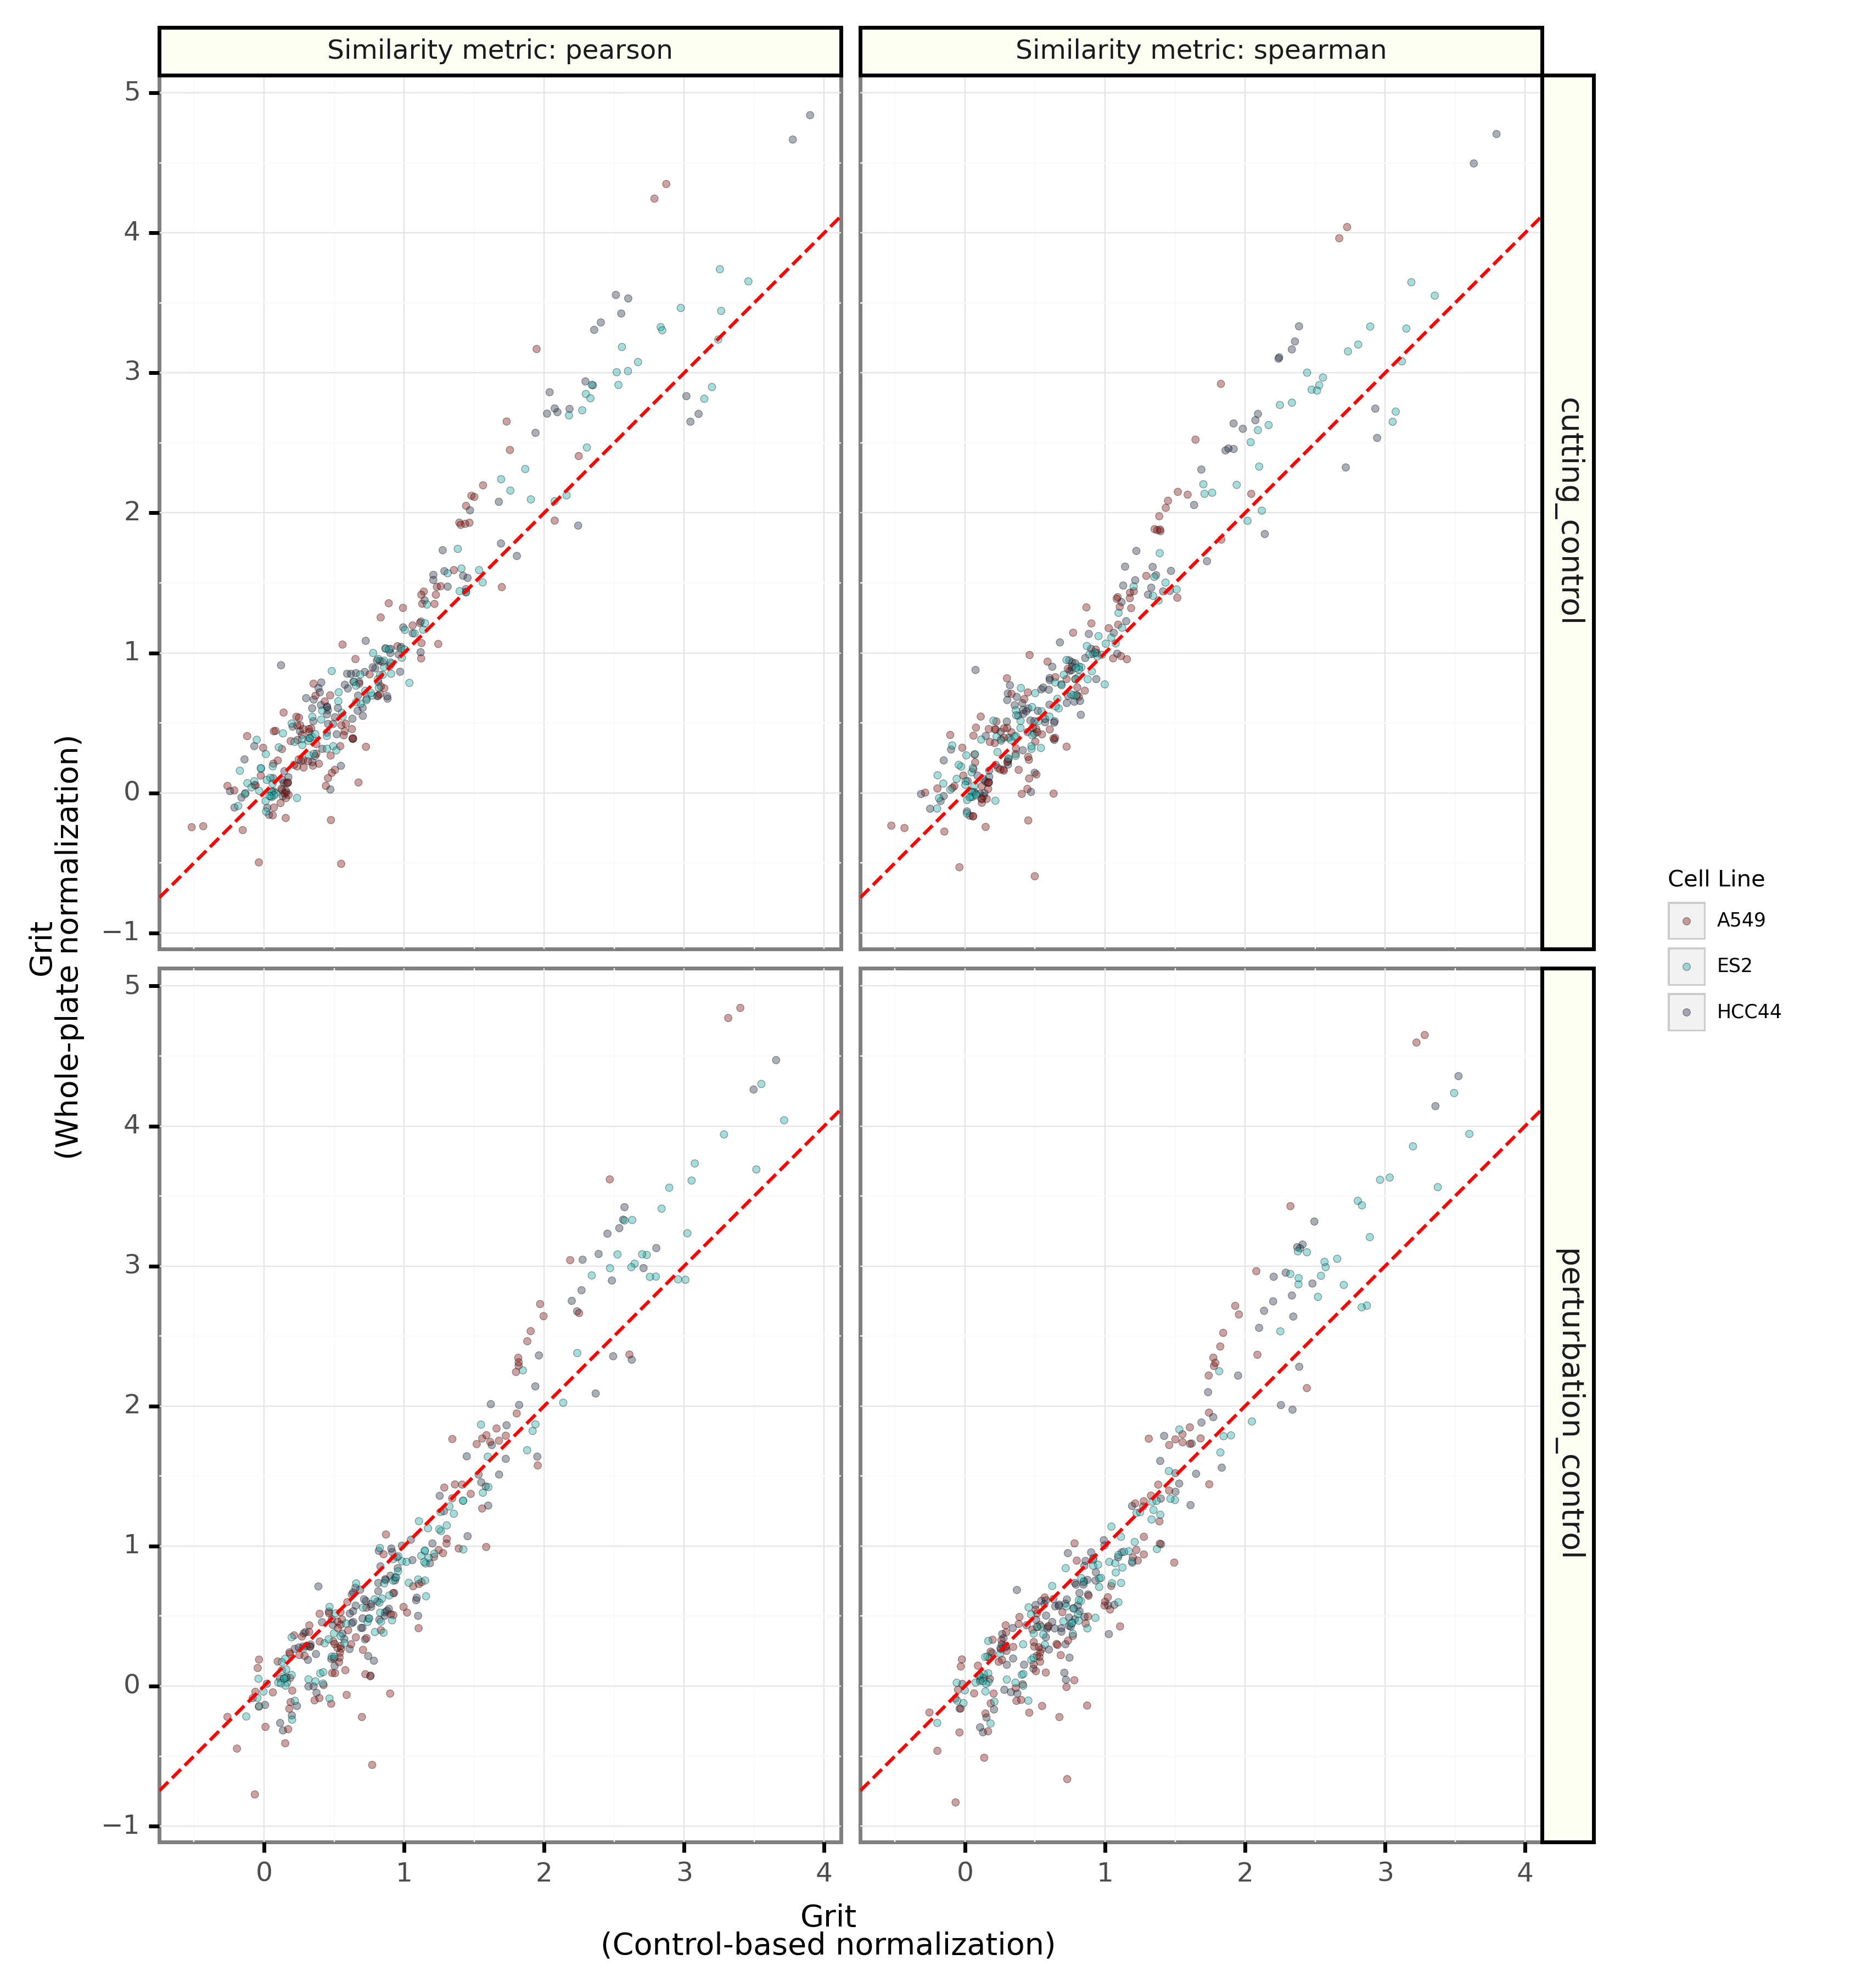 Similarity metric: pearson
Similarity metric: spearman
5
4
3
2
1
0
−1
cutting_control
5
4
3
2
1
0
−1
perturbation_control
Grit
(Whole-plate normalization)
0 1 2 3 4
0 1 2 3 4
Grit
(Control-based normalization)
Cell Line
A549
ES2
HCC44